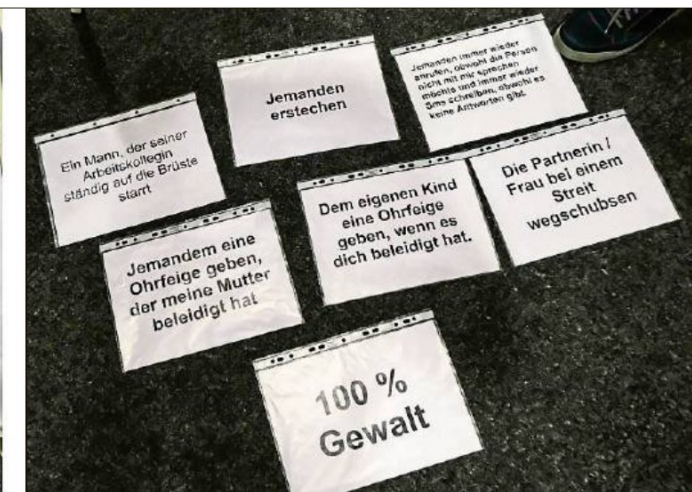 Jemanden
erstechen
Jemanden immer wieder
anrufen, obwohl die Person
nicht mit mir sprechen
möchte und immer wieder
Sms schreiben, obwohl es
keine Antworten gibt.
Ein Mann, der seiner
Arbeitskollegin
ständig auf die Brüste
starrt
Dem eigenen Kind
eine Ohrfeige
geben, wenn es
dich beleidigt hat.
Die Partnerin /
Frau bei einem
Streit
wegschubsen
Jemandem eine
Ohrfeige geben,
der meine Mutter
beleidigt hat
100 %
Gewalt